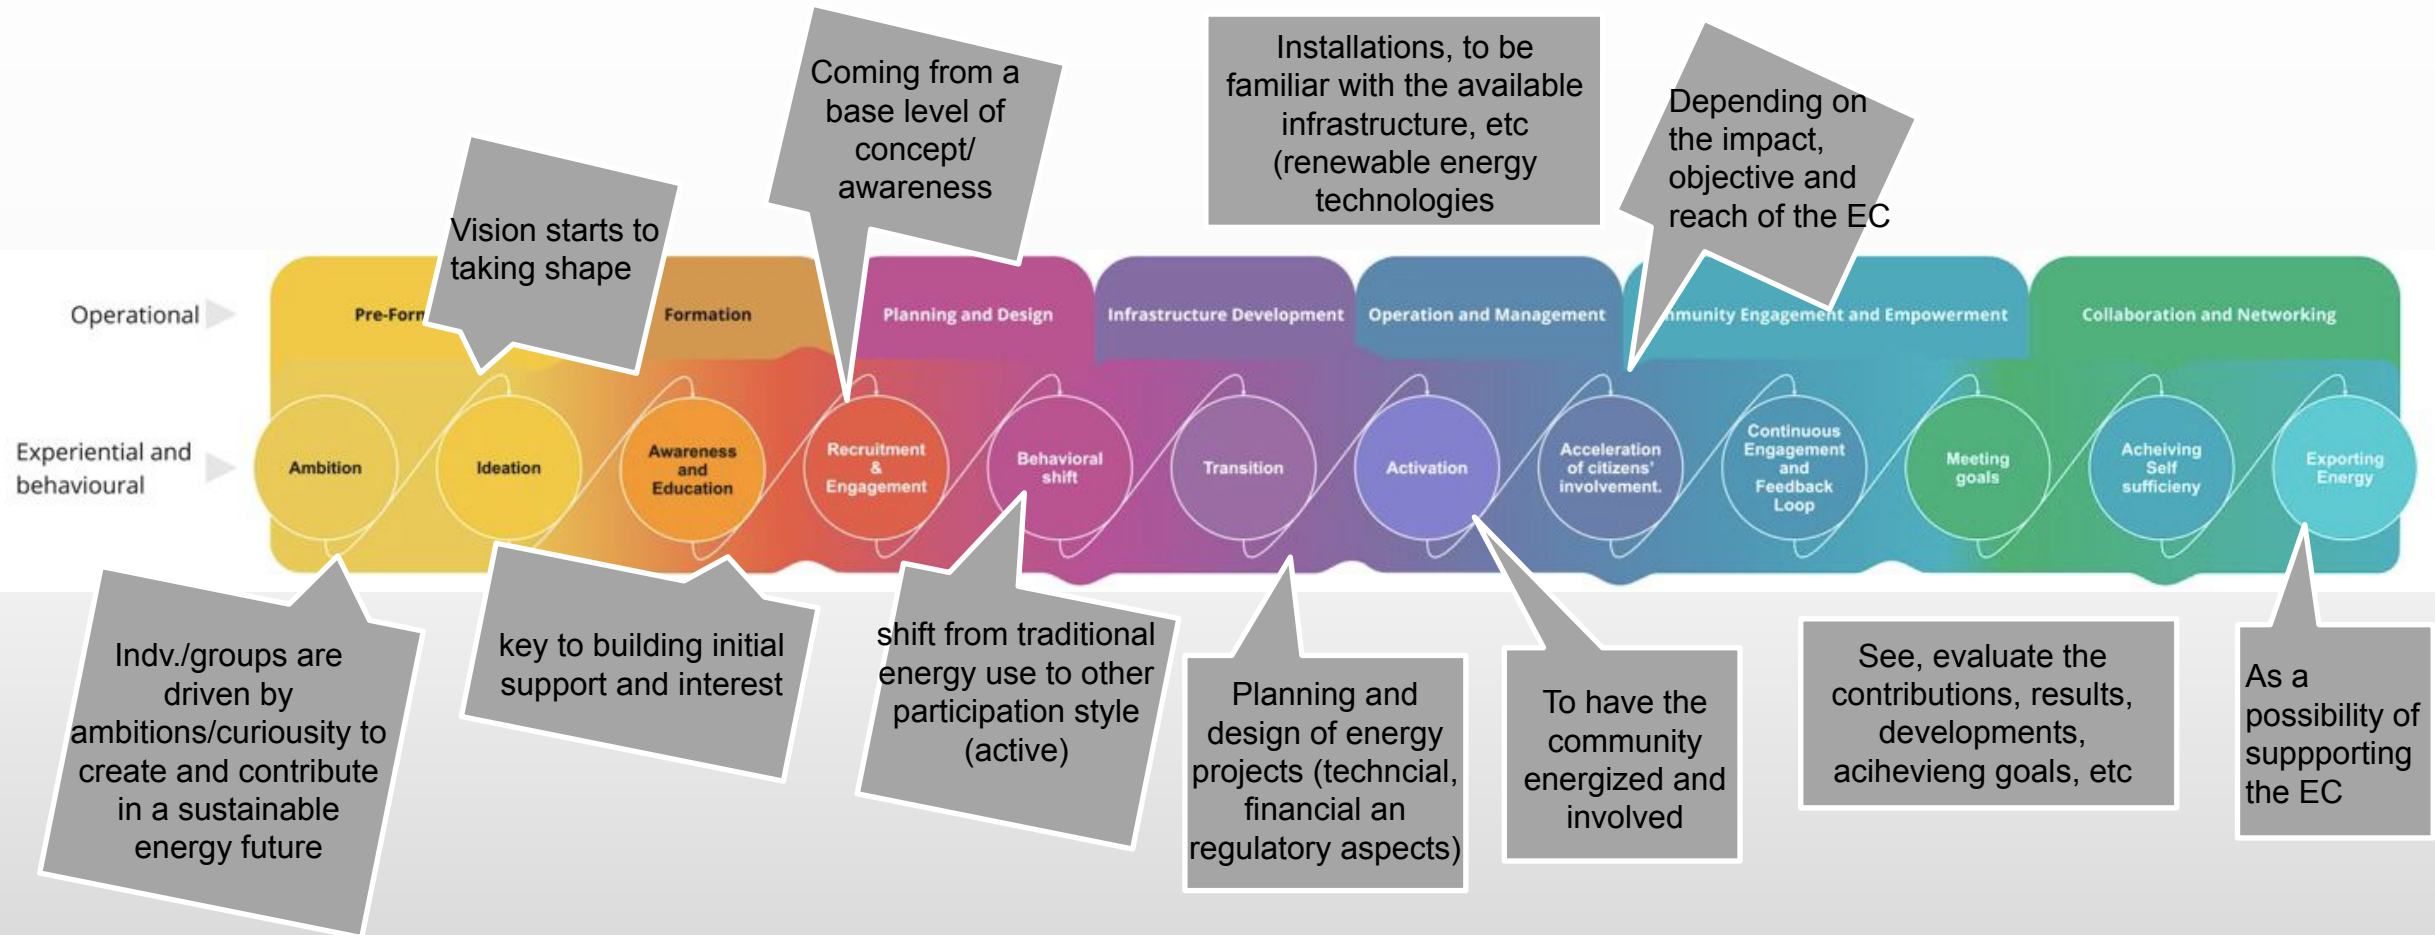 Coming from a
base level of
concept/
awareness
Installations, to be
familiar with the available
infrastructure, etc
(renewable energy
technologies
Depending on
the impact,
objective and
reach of the EC
Vision starts to
taking shape
Operational
Pre-Form
Formation
Planning and Design
Infrastructure Development
Operation and Management
mmunity Engagement and Empowerment
Collaboration and Networking
Experiential and
behavioural
Ambition
Ideation
Awareness
and
Education
Recruitment
&
Engagement
Behavioral
shift
Transition
Activation
Acceleration
of citizens'
involvement.
Continuous
Engagement
and
Feedback
Loop
Meeting
goals
Acheiving
Self
sufficieny
Exporting
Energy
Indv./groups are
driven by
ambitions/curiousity to
create and contribute
in a sustainable
energy future
key to building initial
support and interest
shift from traditional
energy use to other
participation style
(active)
Planning and
design of energy
projects (techncial,
financial an
regulatory aspects)
To have the
community
energized and
involved
See, evaluate the
contributions, results,
developments,
acihevieng goals, etc
As a
possibility of
suppporting
the EC